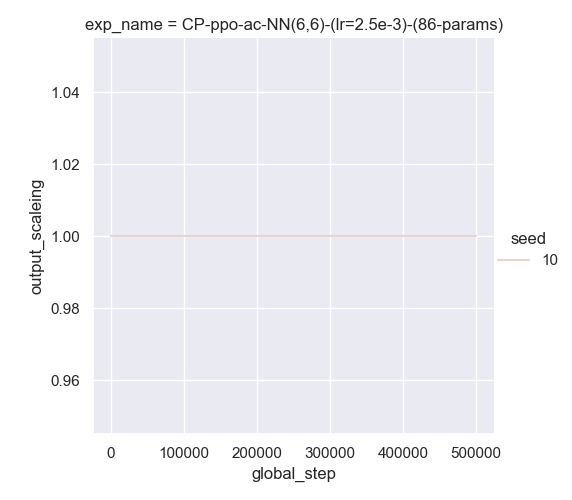 exp_name = CP-ppo-ac-NN(6,6)-(lr=2.5e-3)-(86-params)
1.04
1.02
1.00
0.98
0.96
output_scaleing
0 100000 200000 300000 400000 500000
global_step
seed
10